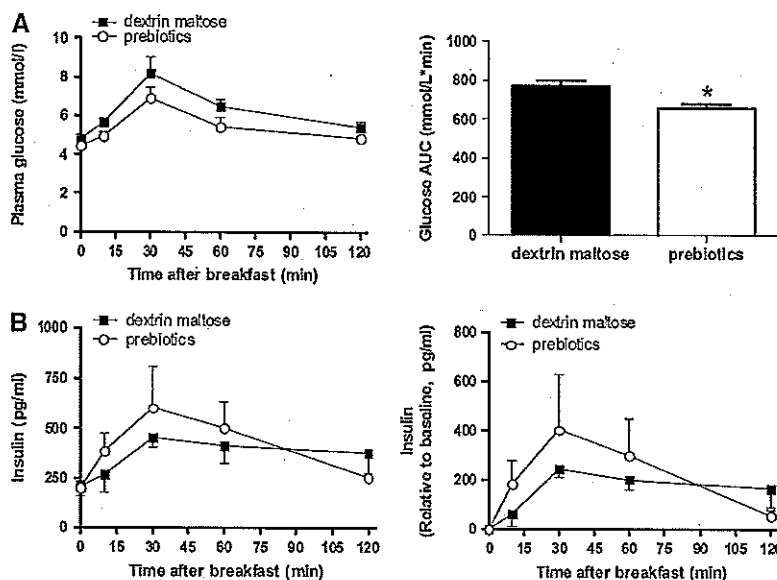 A
dextrin maltose
prebiotics
Plasma glucose (mmol/l)
10
8
6
4
2
0
0 15 30 45 60 75 90 105 120
Time after breakfast (min)
Glucose AUC (mmol/L*min)
1000
800
600
400
200
0
*
dextrin maltose prebiotics
B
dextrin maltose
prebiotics
Insulin (pg/ml)
1000
750
500
250
0
0 15 30 45 60 75 90 105 120
Time after breakfast (min)
dextrin maltose
prebiotics
Insulin
(Relative to baseline, pg/ml)
800
600
400
200
0
0 15 30 45 60 75 90 105 120
Time after breakfast (min)